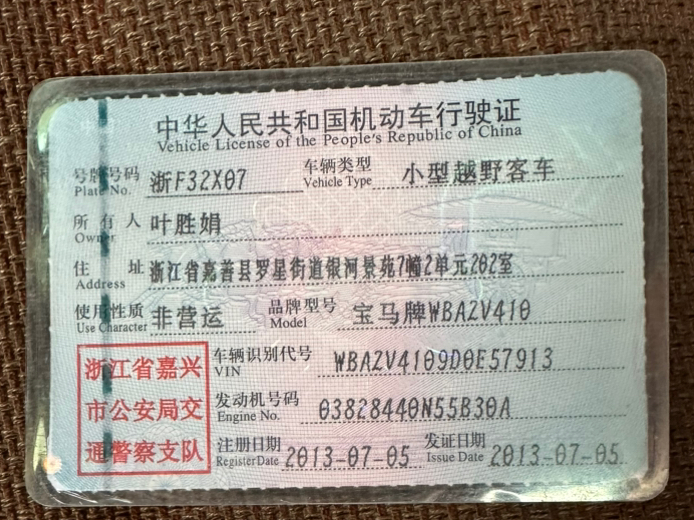 中华人民共和国机动车行驶证
Vehicle License of the People's Republic of China
号牌号码 浙F32X07 车辆类型 小型越野客车
Plate No. Vehicle Type
所有人 叶胜娟
Owner
住址 浙江省嘉善县罗星街道银河景苑7幢2单元202室
Address
使用性质 非营运 品牌型号 宝马牌WBAZV410
Use Character Model
浙江省嘉兴
市公安局交
通警察支队
车辆识别代号 WBAZV4109D0E57913
VIN
发动机号码 03828440N55B30A
Engine No.
注册日期 2013-07-05 发证日期 2013-07-05
Register Date Issue Date